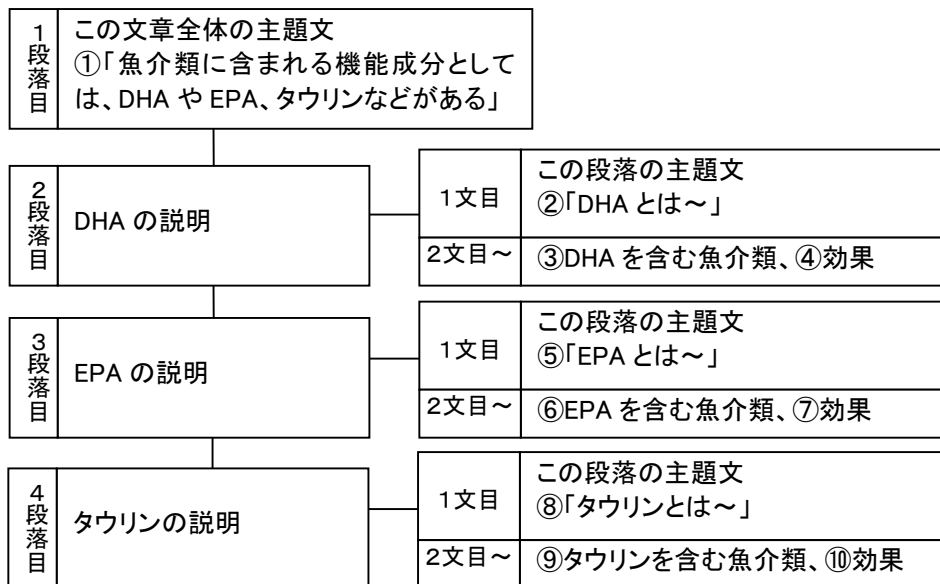 1段落目
この文章全体の主題文
①「魚介類に含まれる機能成分として
は、DHA や EPA、タウリンなどがある」
2段落目
DHA の説明
1文目
この段落の主題文
②「DHA とは～」
2文目～
③DHA を含む魚介類、④効果
3段落目
EPA の説明
1文目
この段落の主題文
⑤「EPA とは～」
2文目～
⑥EPA を含む魚介類、⑦効果
4段落目
タウリンの説明
1文目
この段落の主題文
⑧「タウリンとは～」
2文目～
⑨タウリンを含む魚介類、⑩効果